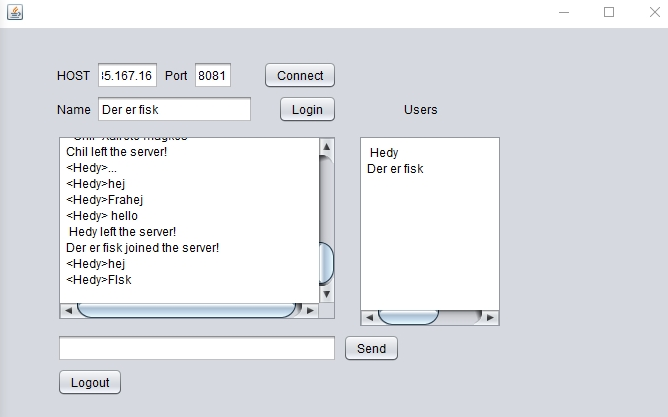 HOST 35.167.16 Port 8081 Connect
Name Der er fisk Login Users
Chil left the server!
<Hedy>...
<Hedy>hej
<Hedy>Frahej
<Hedy> hello
Hedy left the server!
Der er fisk joined the server!
<Hedy>hej
<Hedy>FIsk
Hedy
Der er fisk
Send
Logout